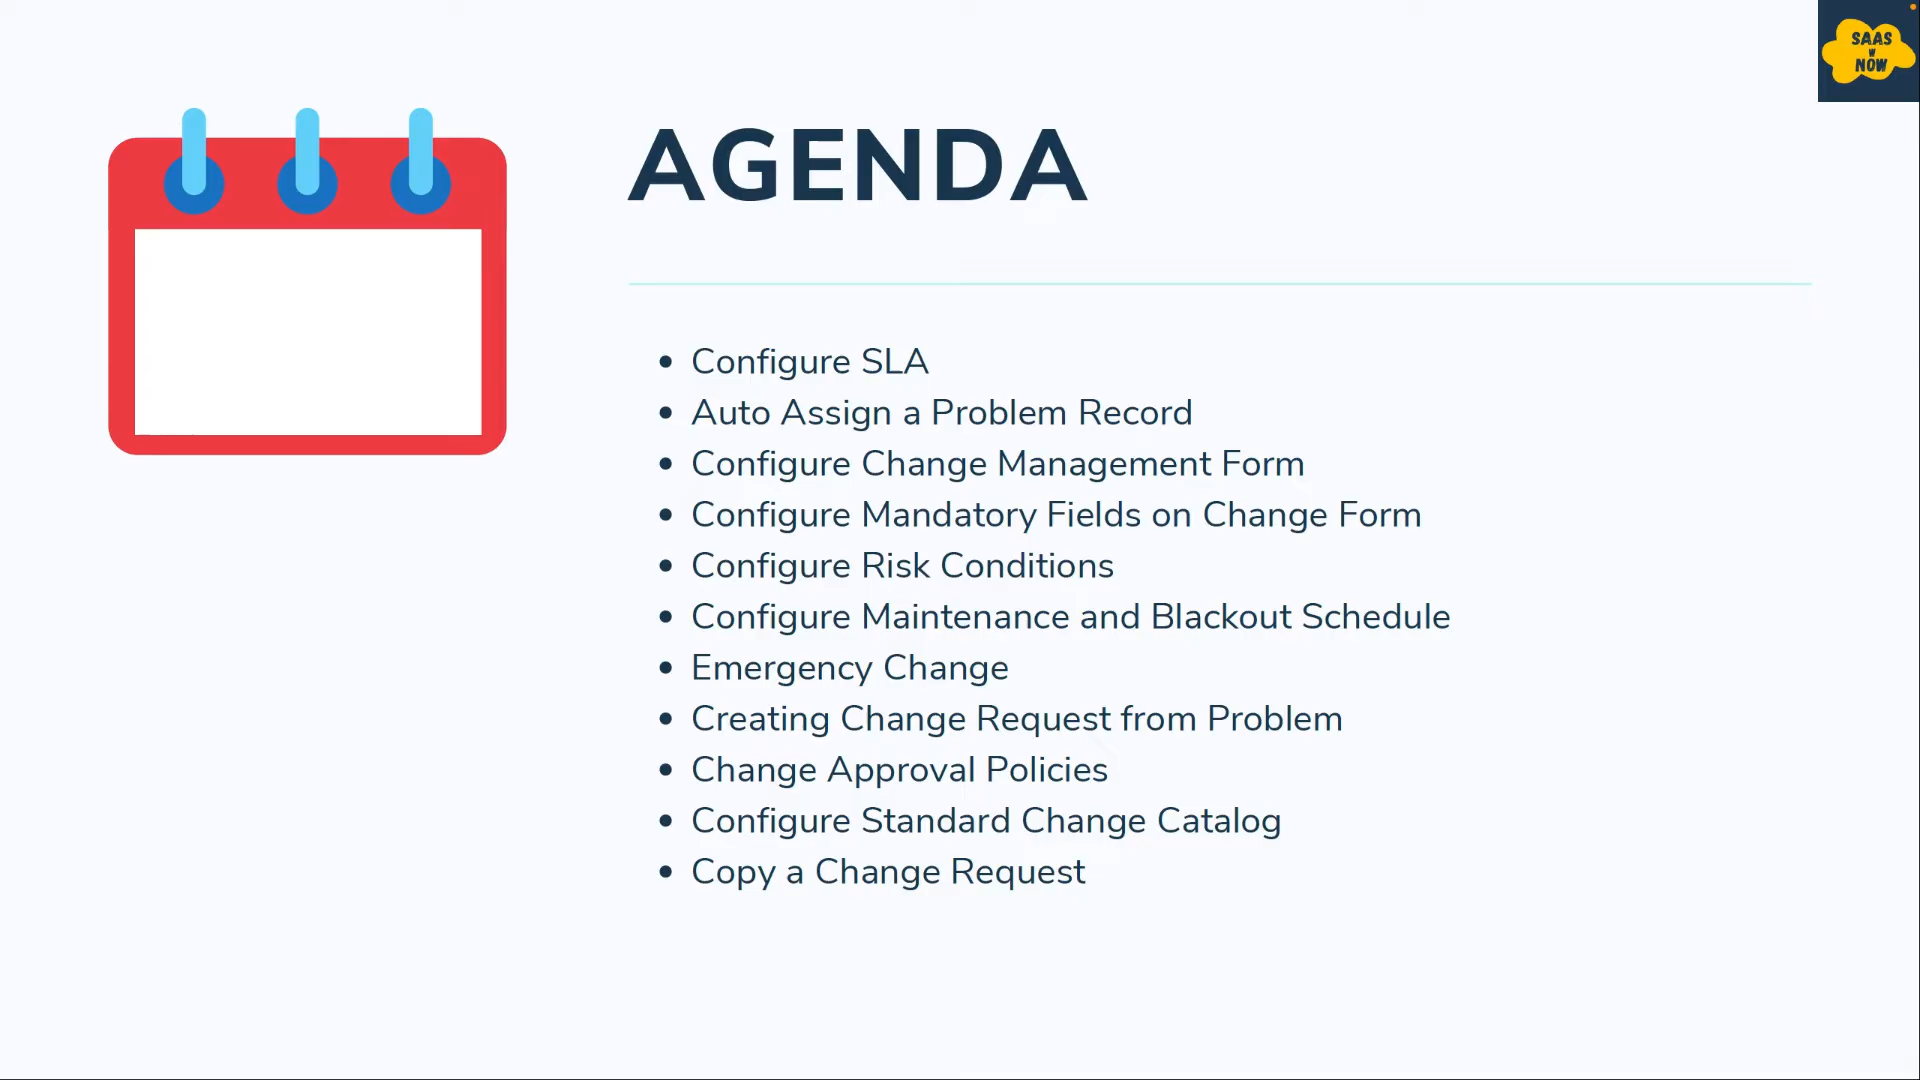 SAAS
W
NOW
AGENDA
• Configure SLA
• Auto Assign a Problem Record
• Configure Change Management Form
• Configure Mandatory Fields on Change Form
• Configure Risk Conditions
• Configure Maintenance and Blackout Schedule
• Emergency Change
• Creating Change Request from Problem
• Change Approval Policies
• Configure Standard Change Catalog
• Copy a Change Request